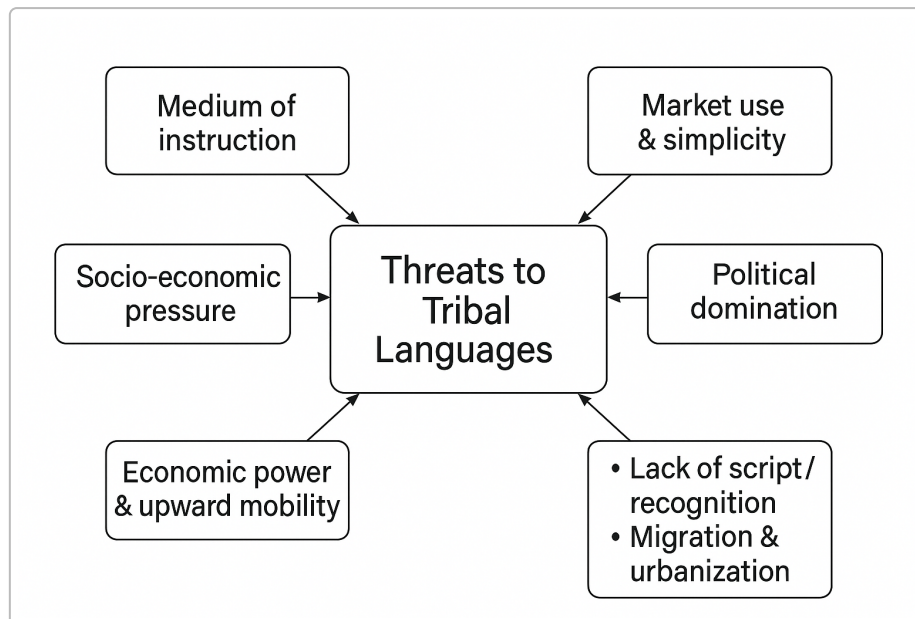 Medium of
instruction
Market use
& simplicity
Socio-economic
pressure
Threats to
Tribal
Languages
Political
domination
Economic power
& upward mobility
• Lack of script/
recognition
• Migration &
urbanization